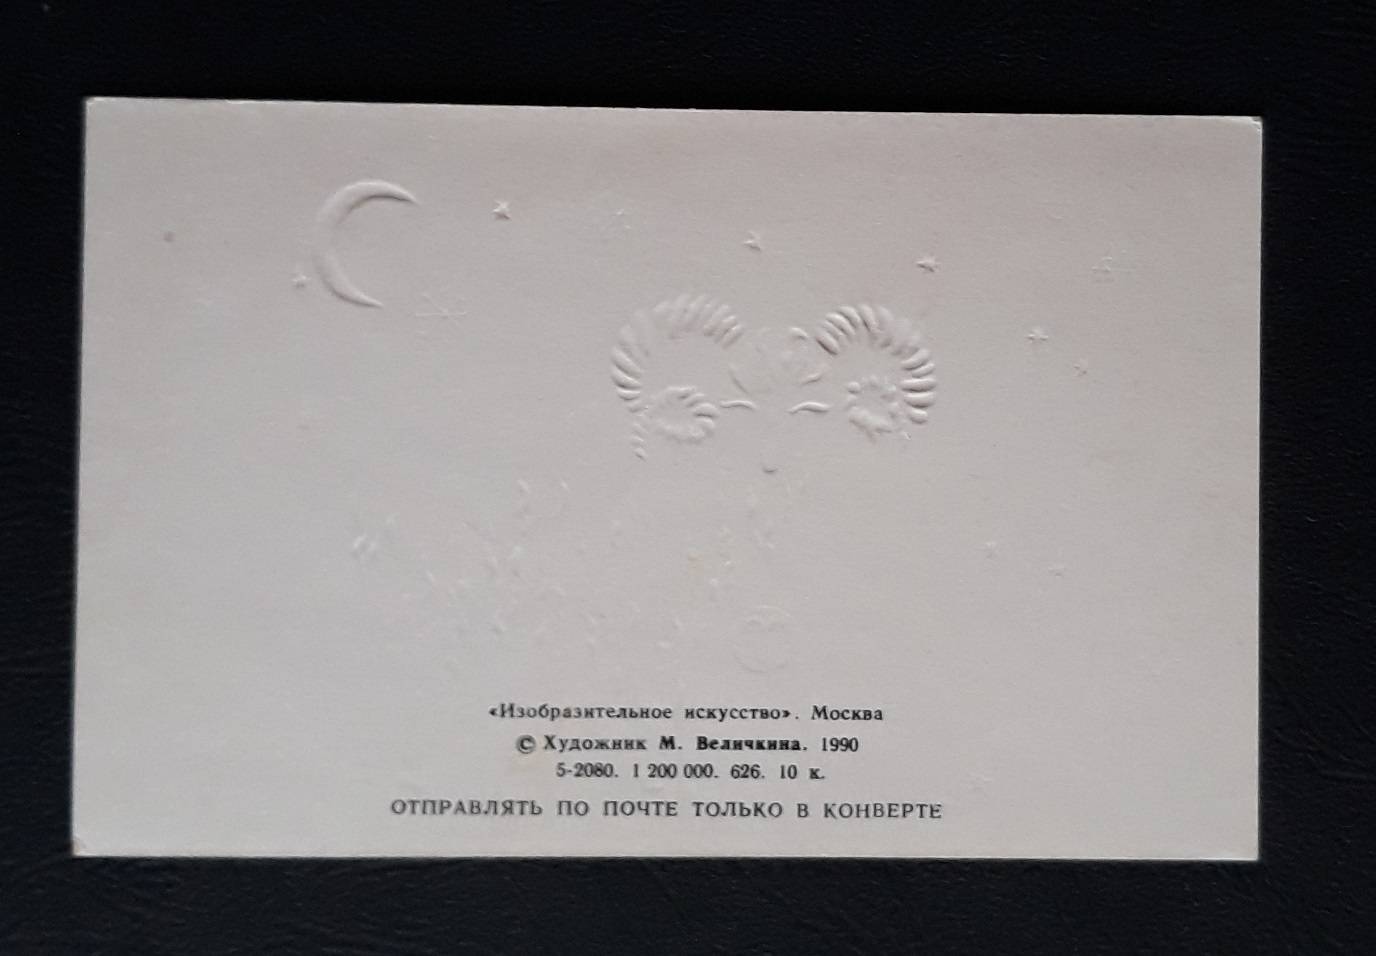 «Изобразительное искусство». Москва
© Художник М. Величкина. 1990
5-2080. 1 200 000. 626. 10 к.
ОТПРАВЛЯТЬ ПО ПОЧТЕ ТОЛЬКО В КОНВЕРТЕ